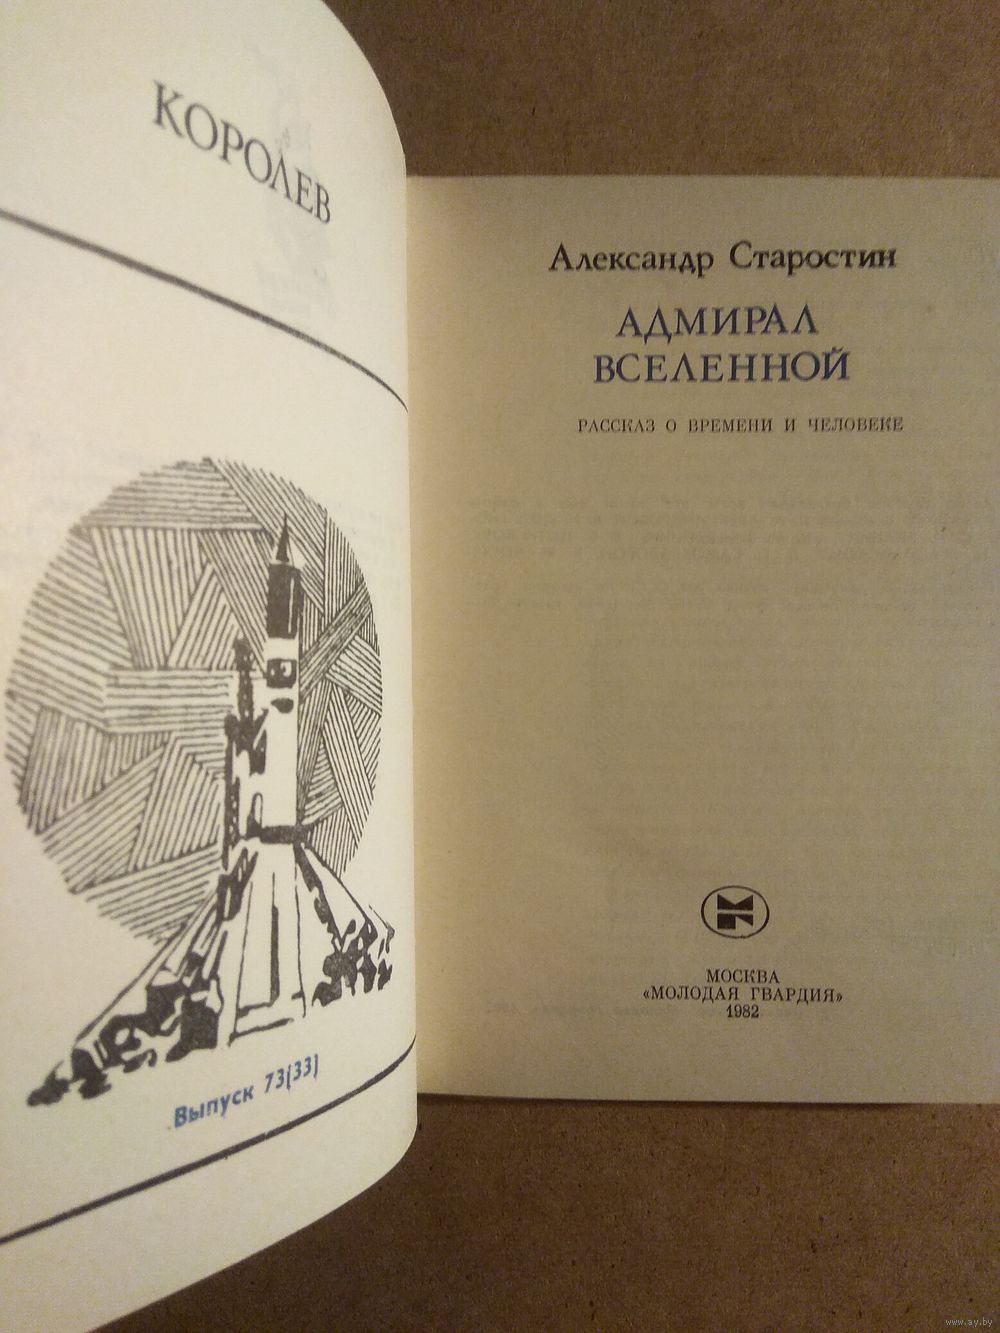 КОРОЛЕВ
Выпуск 73(33)
Александр Старостин
АДМИРАЛ
ВСЕЛЕННОЙ
РАССКАЗ О ВРЕМЕНИ И ЧЕЛОВЕКЕ
МОСКВА
«МОЛОДАЯ ГВАРДИЯ»
1982
www.ay.by